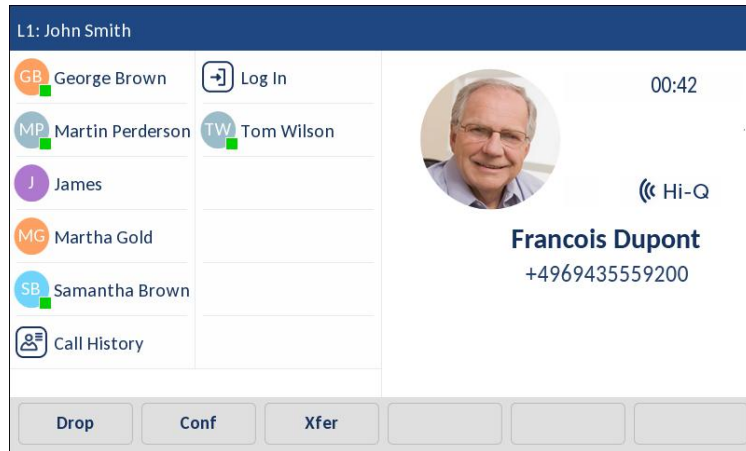 L1: John Smith
GB George Brown
Log In
MP Martin Perderson
TW Tom Wilson
J James
MG Martha Gold
SB Samantha Brown
Call History
00:42
Hi-Q
Francois Dupont
+4969435559200
Drop
Conf
Xfer